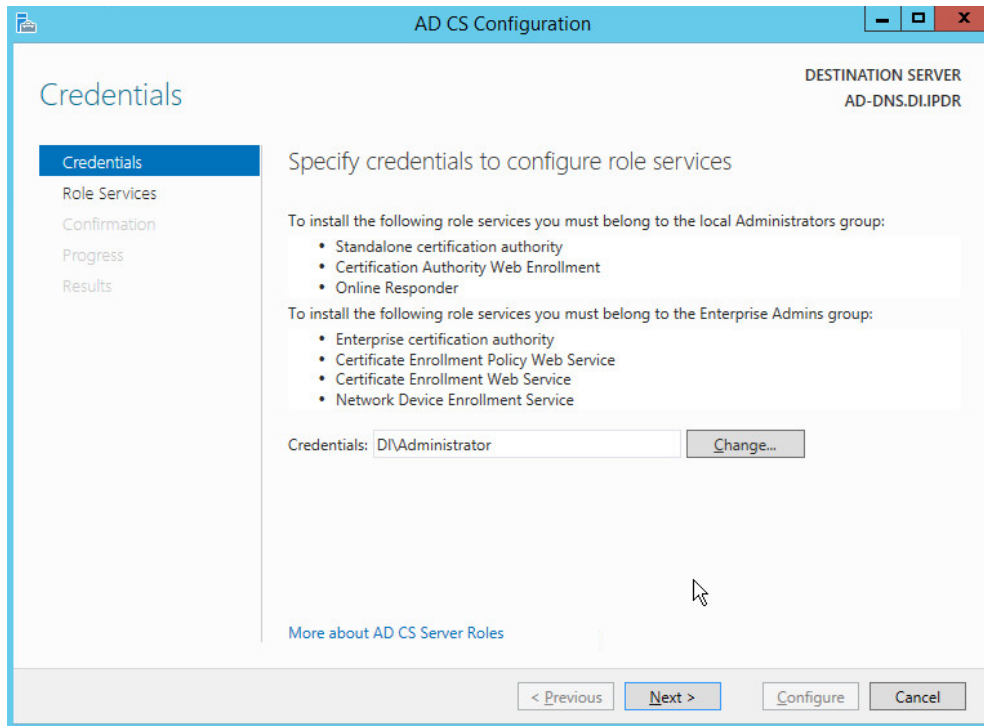 AD CS Configuration
Credentials
DESTINATION SERVER
AD-DNS.DI.IPDR
Credentials
Role Services
Confirmation
Progress
Results
Specify credentials to configure role services
To install the following role services you must belong to the local Administrators group:
• Standalone certification authority
• Certification Authority Web Enrollment
• Online Responder
To install the following role services you must belong to the Enterprise Admins group:
• Enterprise certification authority
• Certificate Enrollment Policy Web Service
• Certificate Enrollment Web Service
• Network Device Enrollment Service
Credentials: DI\Administrator Change...
More about AD CS Server Roles
< Previous Next > Configure Cancel